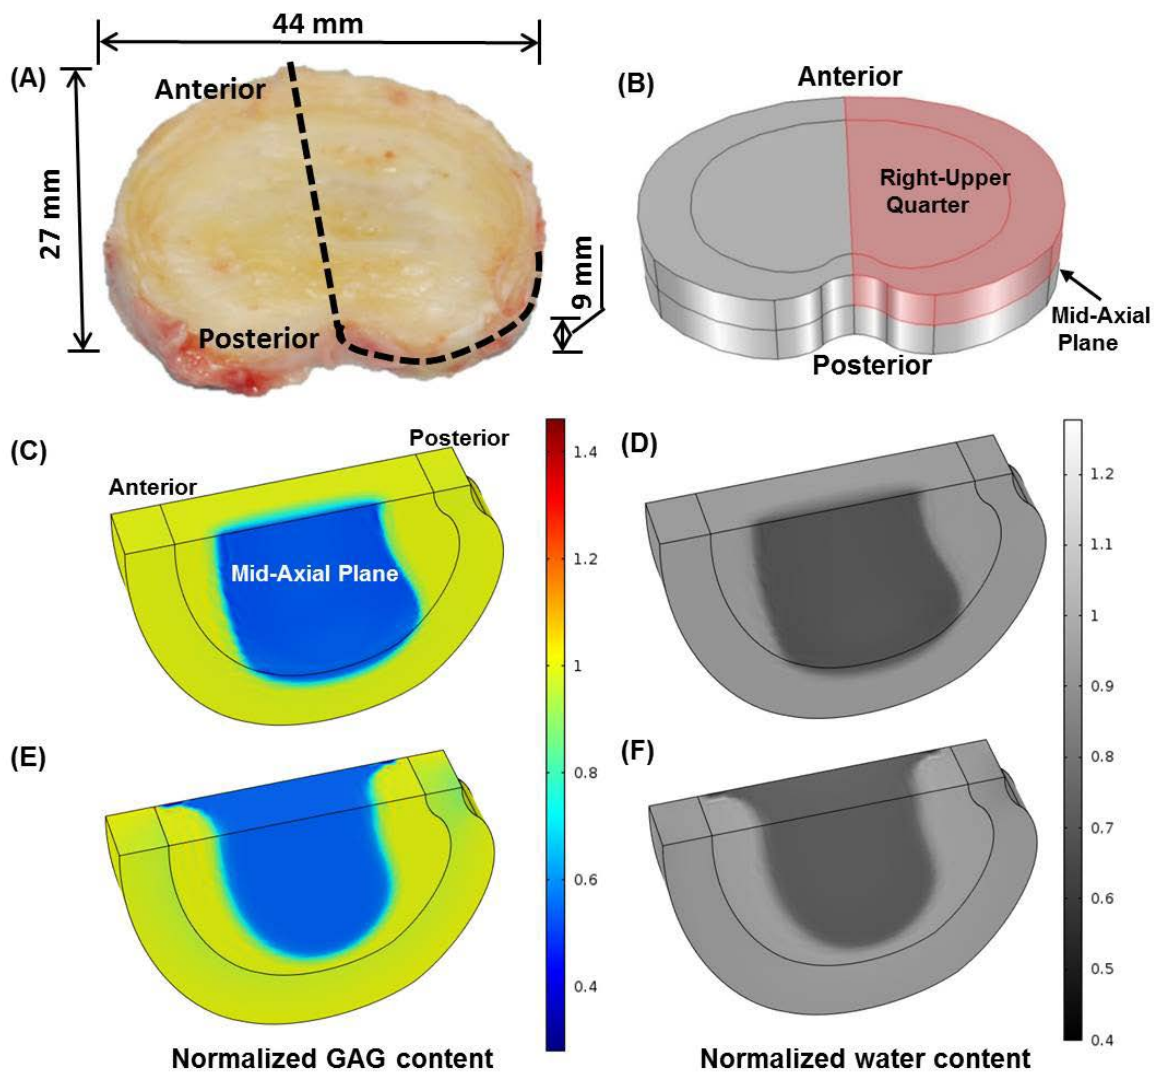 44 mm
(A)
Anterior
27 mm
Posterior
9 mm
(B)
Anterior
Right-Upper
Quarter
Mid-Axial
Plane
Posterior
(C)
Anterior
Posterior
Mid-Axial Plane
1.4
1.2
1
0.8
0.6
0.4
(D)
1.2
1.1
1
0.9
0.8
0.7
0.6
0.5
0.4
(E)
(F)
Normalized GAG content
Normalized water content